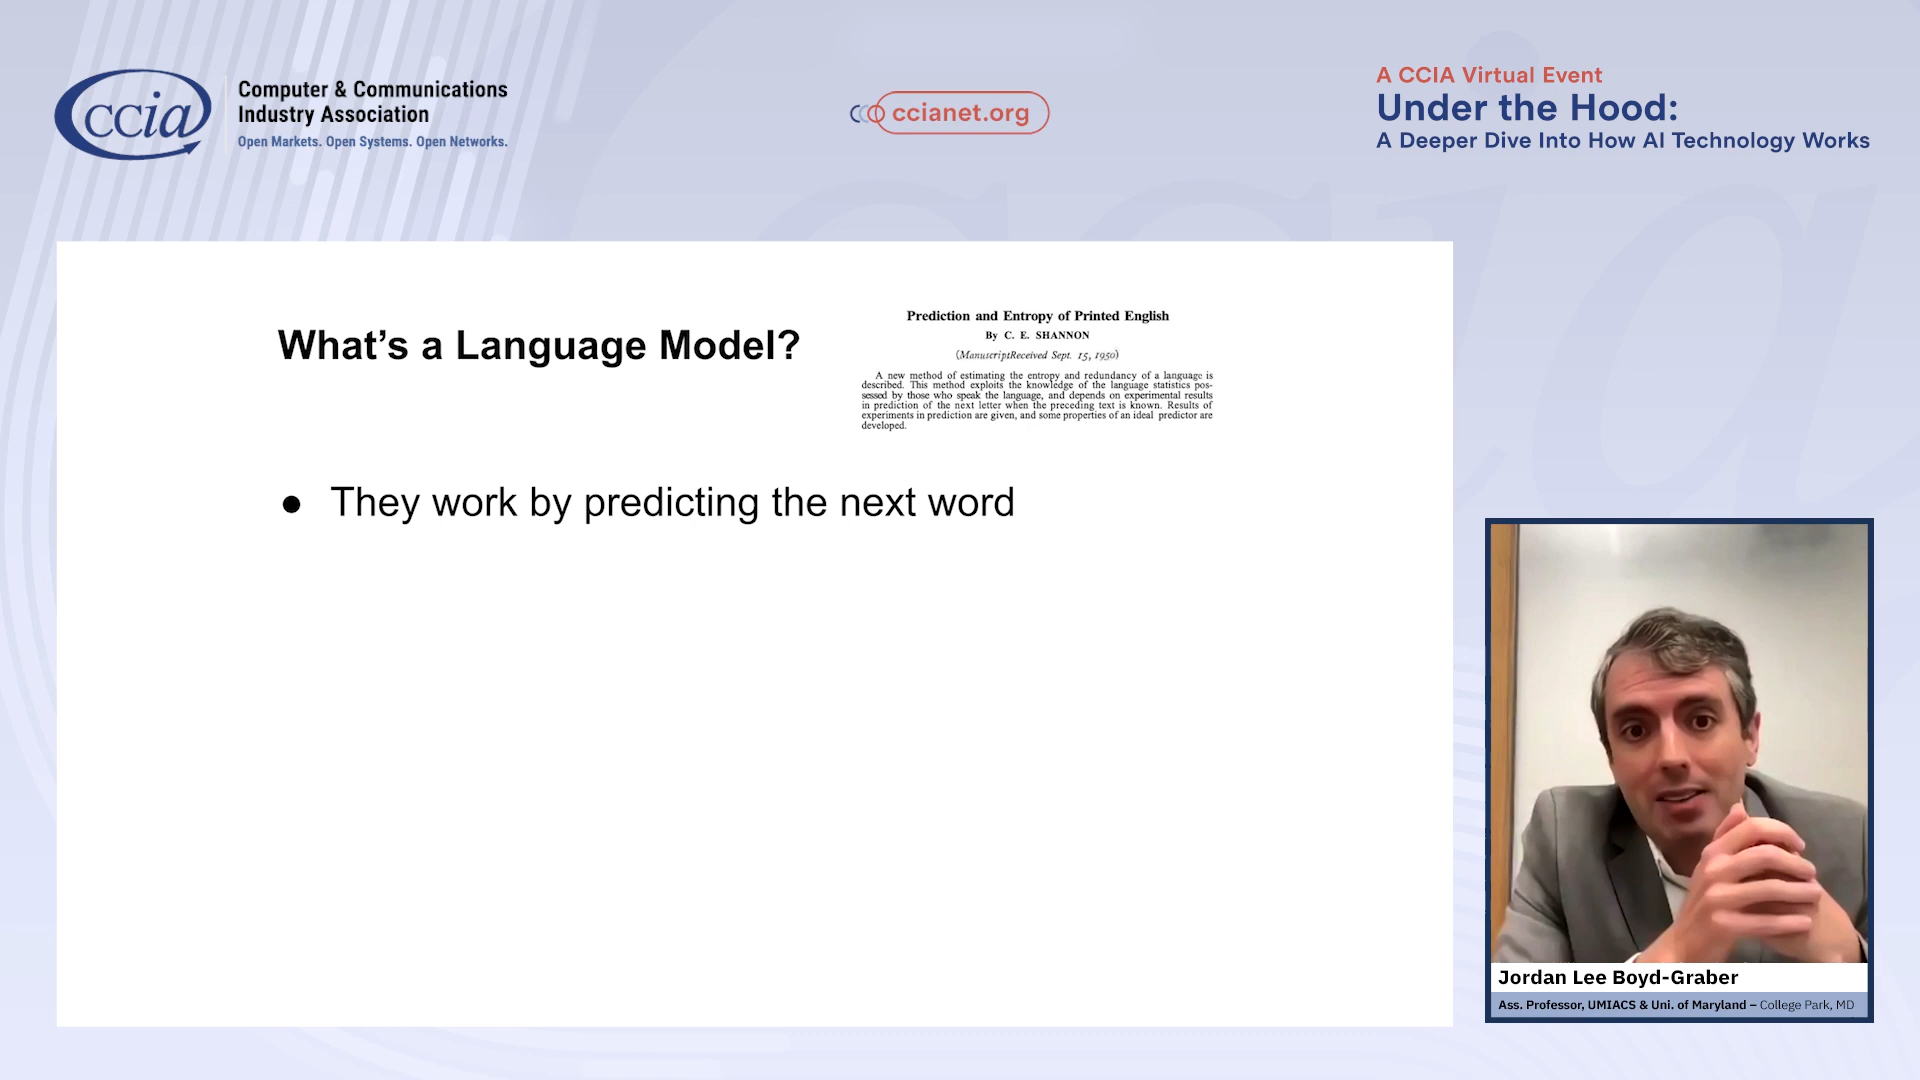 ccia
Computer & Communications
Industry Association
Open Markets. Open Systems. Open Networks.
ccianet.org
A CCIA Virtual Event
Under the Hood:
A Deeper Dive Into How AI Technology Works
What's a Language Model?
Prediction and Entropy of Printed English
By C. E. SHANNON
(ManuscriptReceived Sept. 15, 1950)
A new method of estimating the entropy and redundancy of a language is
described. This method exploits the knowledge of the language statistics pos-
sessed by those who speak the language, and depends on experimental results
in prediction of the next letter when the preceding text is known. Results of
experiments in prediction are given, and some properties of an ideal predictor are
developed.
● They work by predicting the next word
Jordan Lee Boyd-Graber
Ass. Professor, UMIACS & Uni. of Maryland – College Park, MD